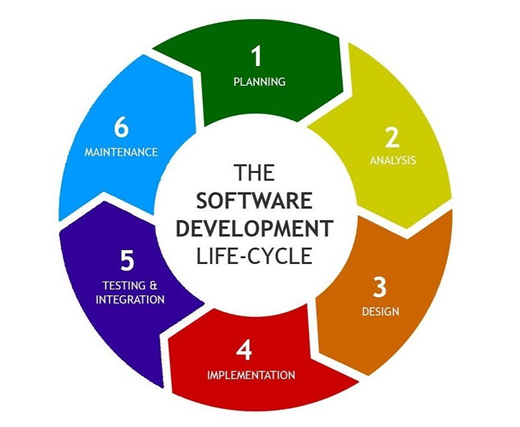 THE
SOFTWARE
DEVELOPMENT
LIFE-CYCLE
1
PLANNING
2
ANALYSIS
3
DESIGN
4
IMPLEMENTATION
5
TESTING &
INTEGRATION
6
MAINTENANCE